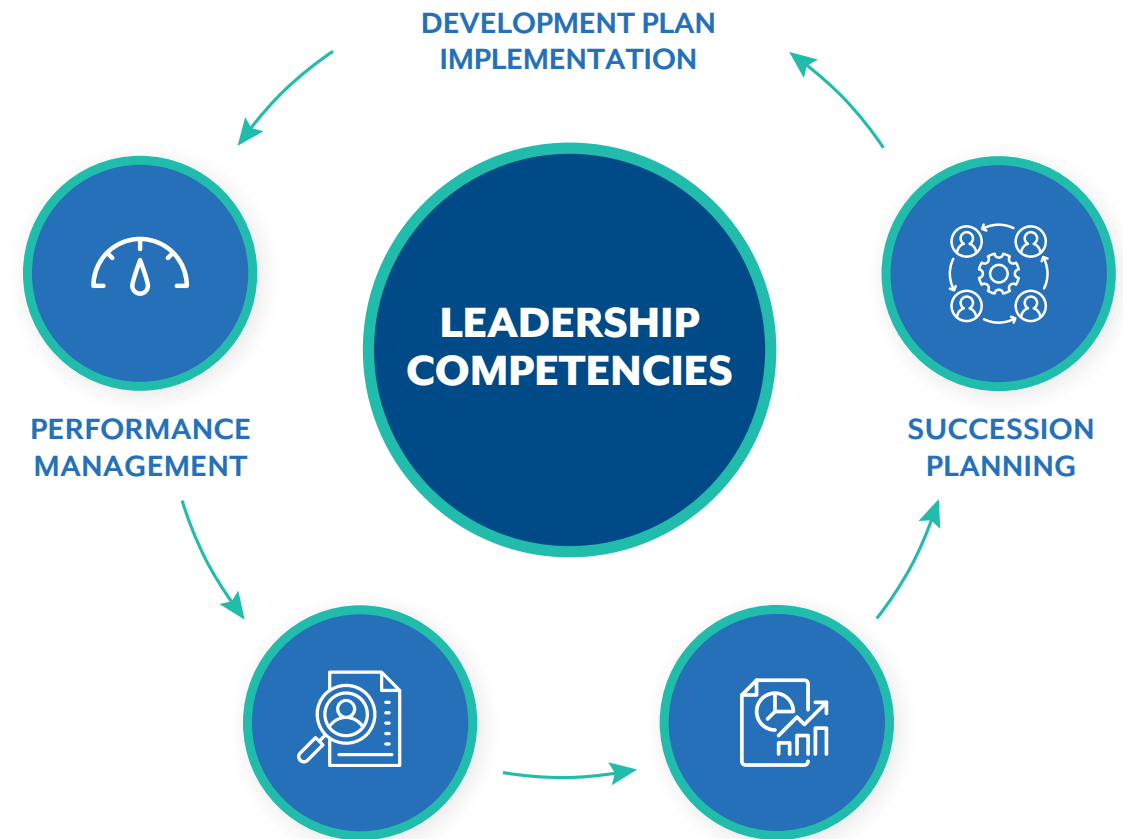 DEVELOPMENT PLAN
IMPLEMENTATION
LEADERSHIP
COMPETENCIES
PERFORMANCE
MANAGEMENT
SUCCESSION
PLANNING